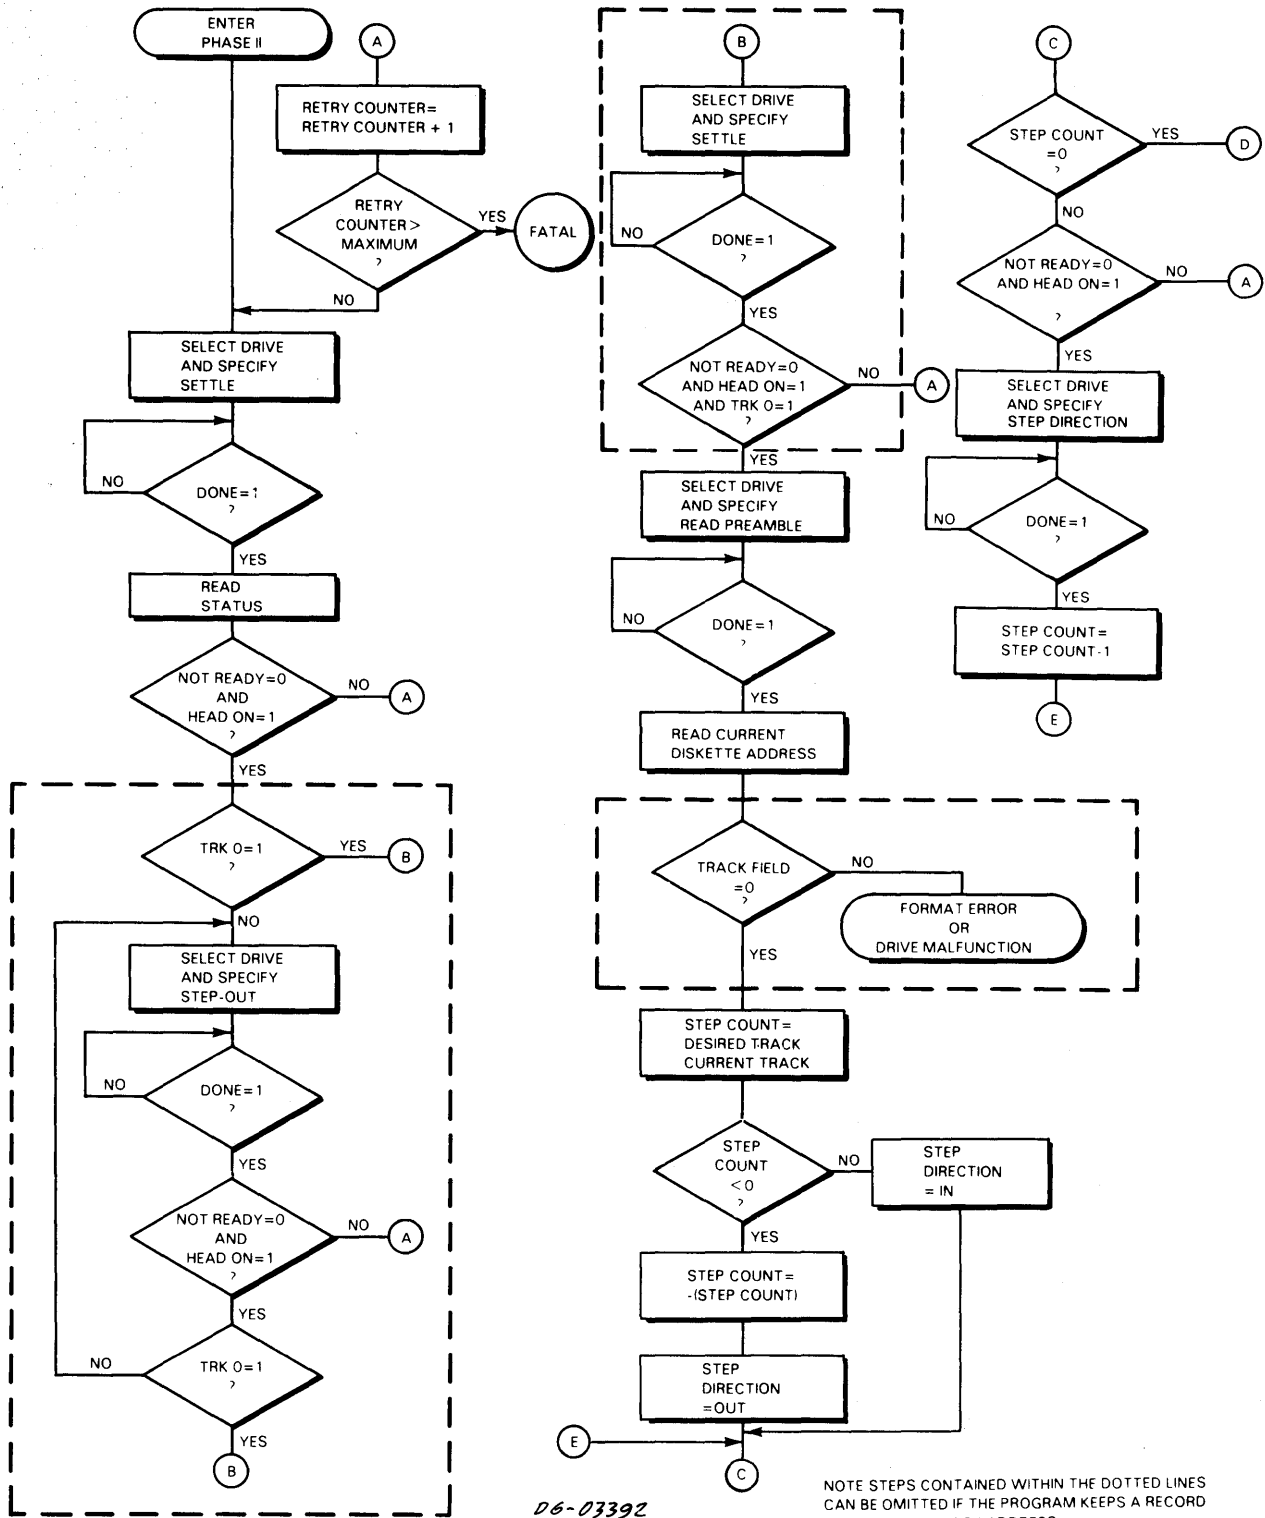 ENTER
PHASE II
A
RETRY COUNTER=
RETRY COUNTER + 1
RETRY
COUNTER>
MAXIMUM
?
YES
FATAL
NO
SELECT DRIVE
AND SPECIFY
SETTLE
NO
DONE=1
?
YES
READ
STATUS
NOT READY=0
AND
HEAD ON=1
?
NO
A
YES
TRK 0=1
?
YES
B
NO
SELECT DRIVE
AND SPECIFY
STEP-OUT
NO
DONE=1
?
YES
NOT READY=0
AND
HEAD ON=1
?
NO
A
YES
NO
TRK 0=1
?
YES
B
B
SELECT DRIVE
AND SPECIFY
SETTLE
NO
DONE=1
?
YES
NOT READY=0
AND HEAD ON=1
AND TRK 0=1
?
NO
A
YES
SELECT DRIVE
AND SPECIFY
READ PREAMBLE
NO
DONE=1
?
YES
READ CURRENT
DISKETTE ADDRESS
TRACK FIELD
=0
?
NO
FORMAT ERROR
OR
DRIVE MALFUNCTION
YES
STEP COUNT=
DESIRED TRACK
CURRENT TRACK
STEP
COUNT
<0
?
NO
STEP
DIRECTION
=IN
YES
STEP COUNT=
-(STEP COUNT)
STEP
DIRECTION
=OUT
E
C
C
STEP COUNT
=0
?
YES
D
NO
NOT READY=0
AND HEAD ON=1
?
NO
A
YES
SELECT DRIVE
AND SPECIFY
STEP DIRECTION
NO
DONE=1
?
YES
STEP COUNT=
STEP COUNT-1
E
DG-03392
NOTE STEPS CONTAINED WITHIN THE DOTTED LINES
CAN BE OMITTED IF THE PROGRAM KEEPS A RECORD